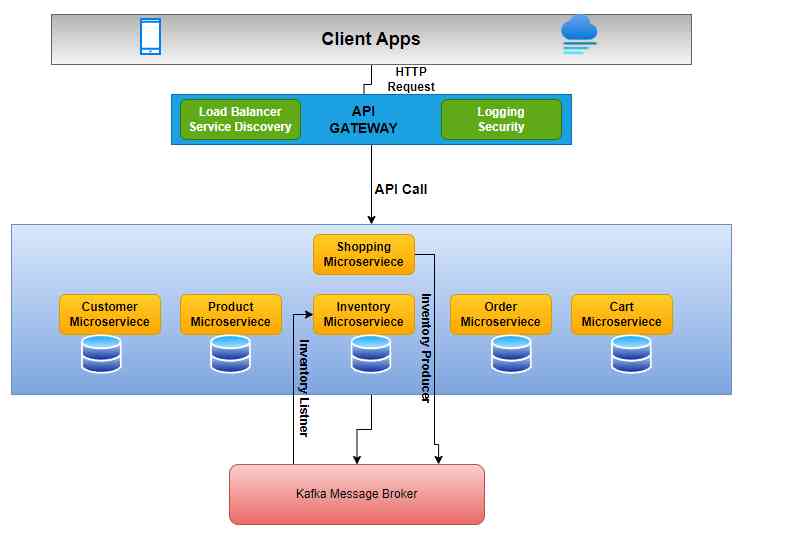 Client Apps
HTTP
Request
Load Balancer
Service Discovery
API
GATEWAY
Logging
Security
API Call
Shopping
Microserviece
Customer
Microserviece
Product
Microserviece
Inventory
Microserviece
Order
Microserviece
Cart
Microserviece
Inventory Listner
Inventory Producer
Kafka Message Broker